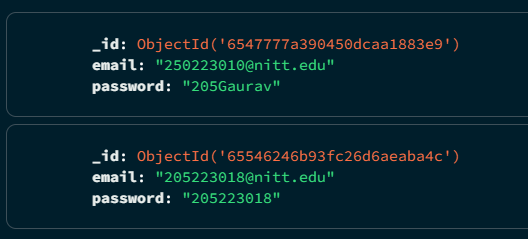 _id: ObjectId('6547777a390450dcaa1883e9')
email: "250223010@nitt.edu"
password: "205Gaurav"
_id: ObjectId('65546246b93fc26d6aeaba4c')
email: "205223018@nitt.edu"
password: "205223018"